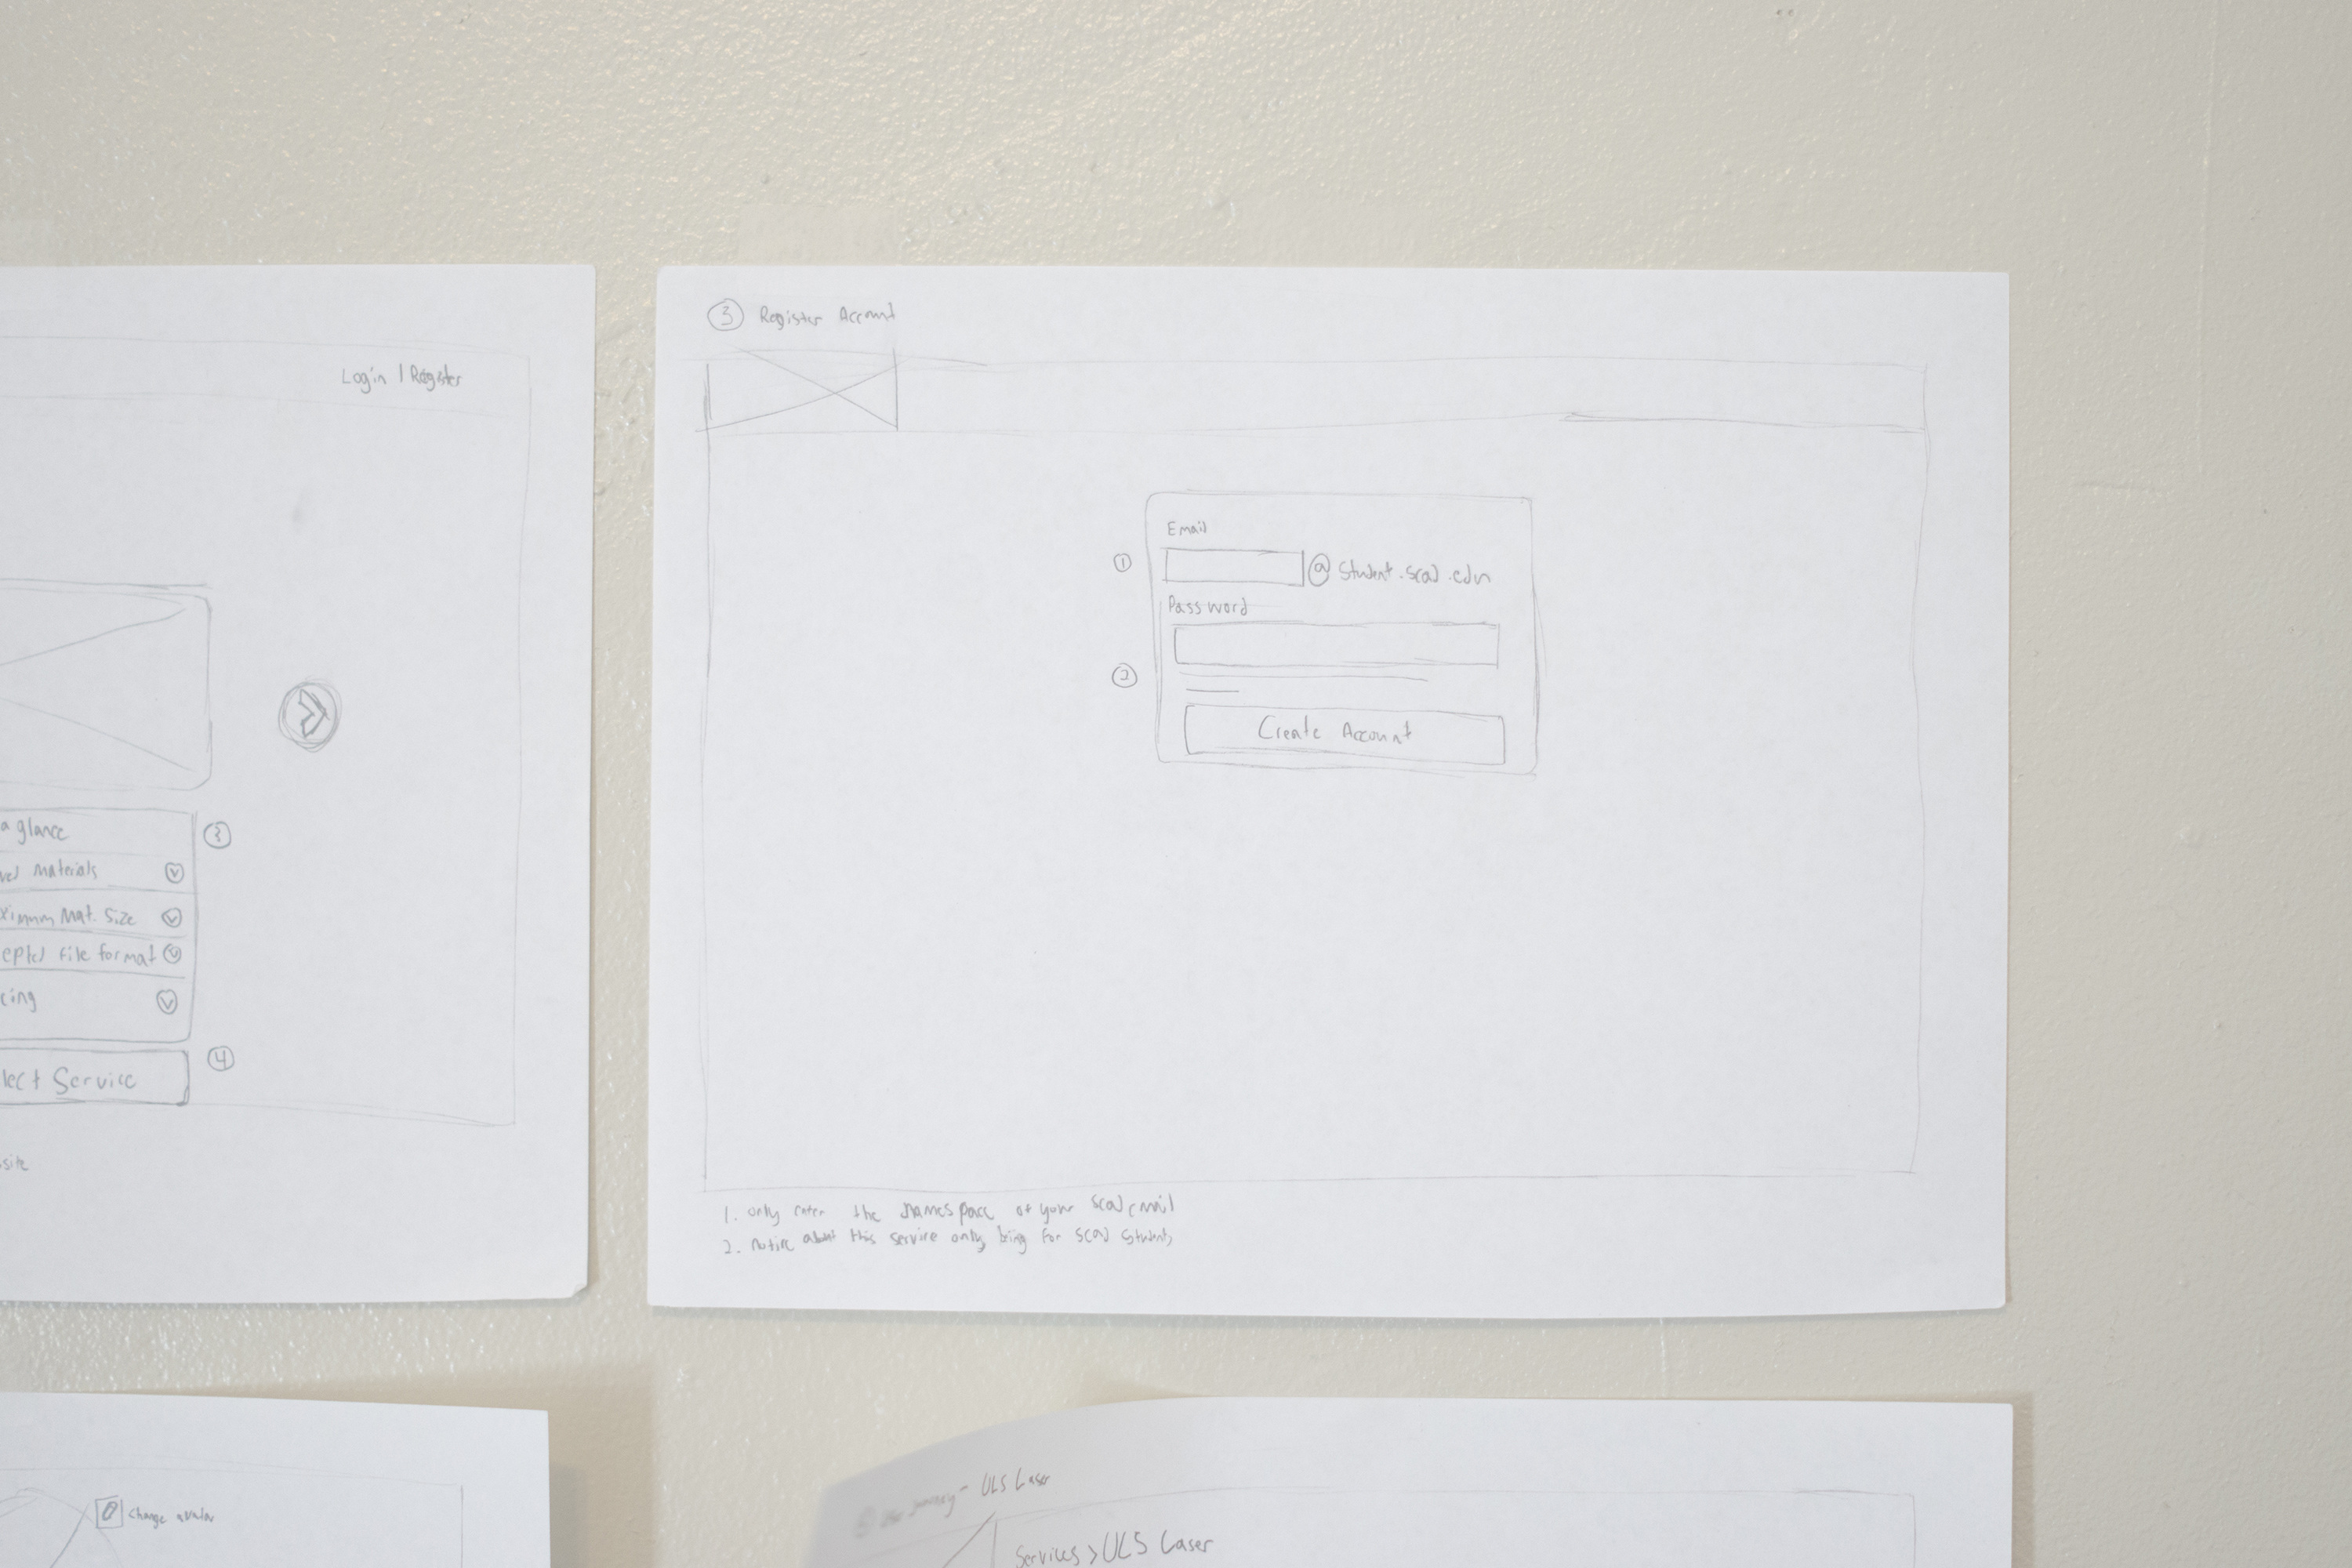 Login | Register
a glance
Materials
ximum Mat. Size
epted File format
cing
3
lect Service
4
site
3 Register Account
Email
1
@ Student.scad.edu
Password
2
Create Account
1. only enter the namespace of your scad email
2. notice about this service only being for scad students
Change avatar
- ULS Laser
Services > ULS Laser